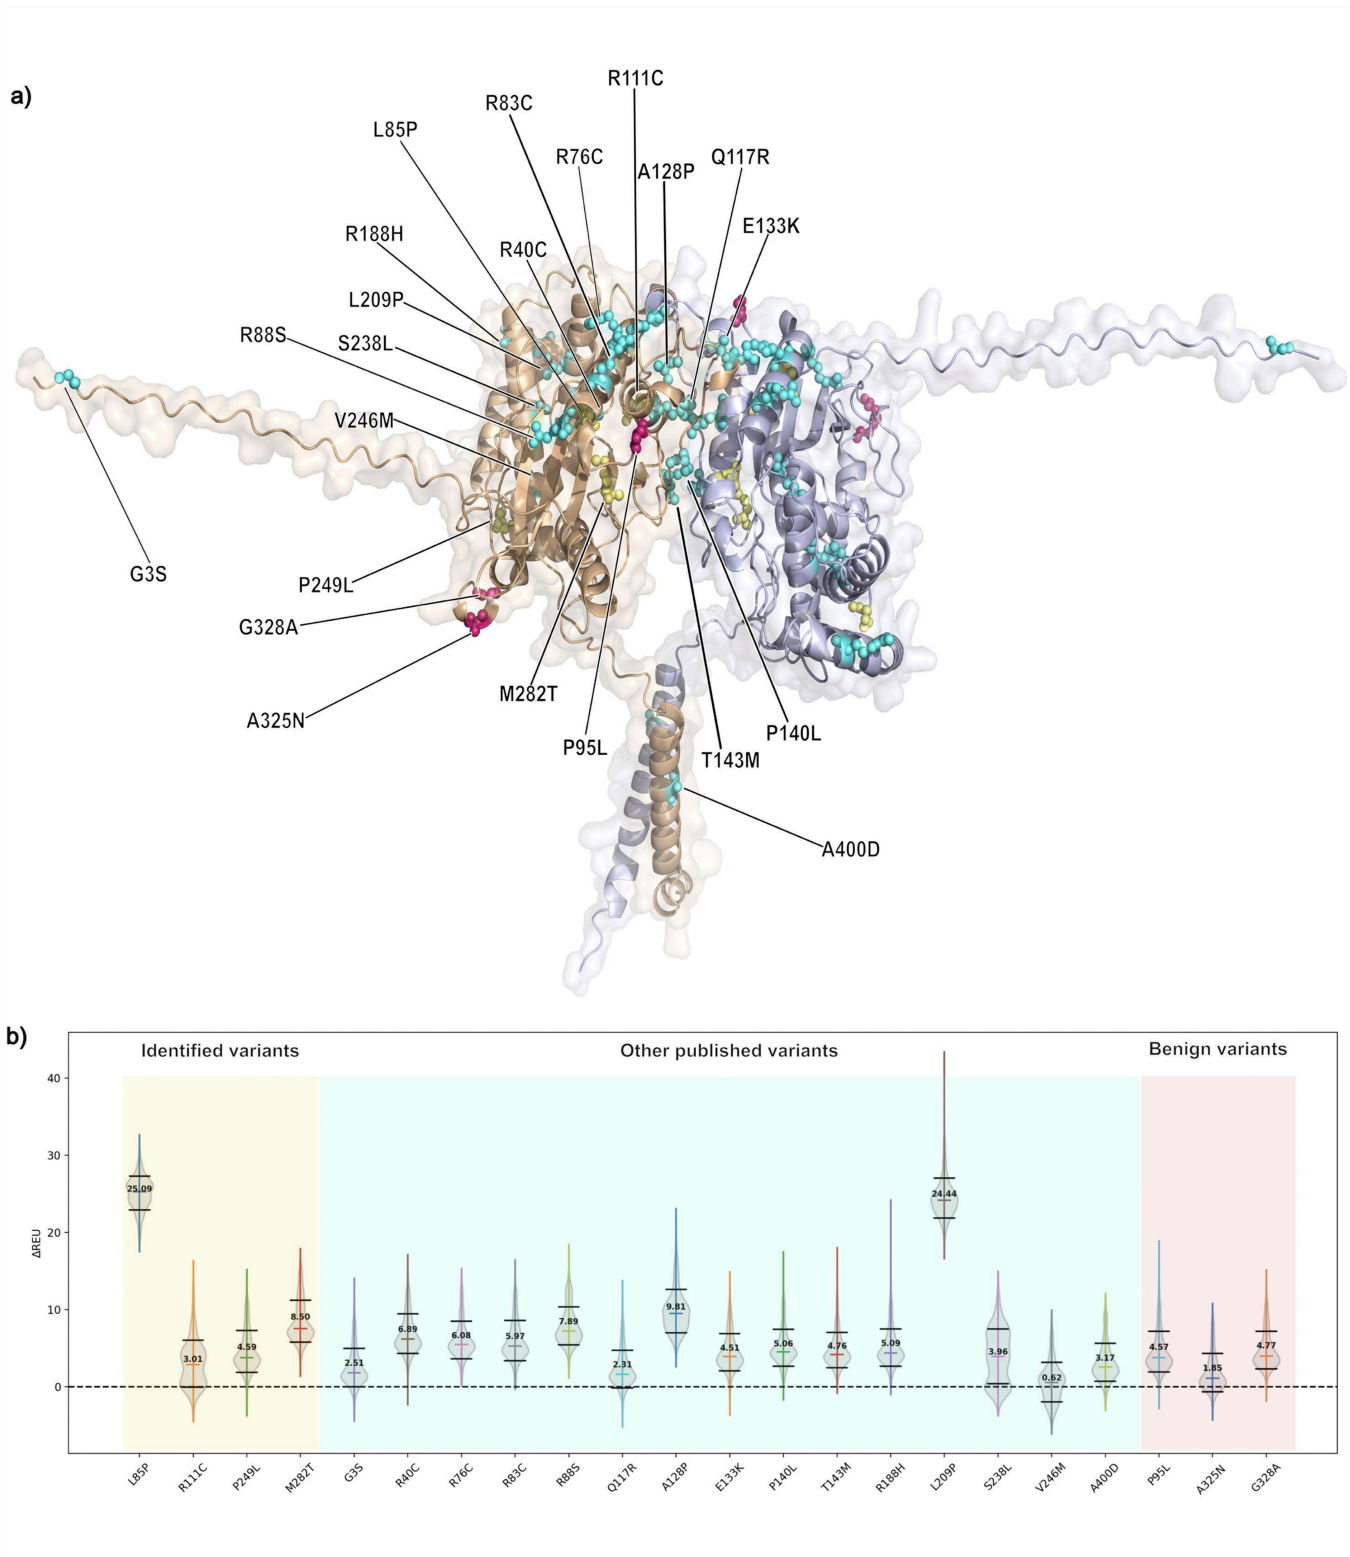 a)
R111C
R83C
L85P
R76C
Q117R
A128P
E133K
R188H
R40C
L209P
R88S
S238L
V246M
G3S
P249L
G328A
M282T
A325N
P140L
P95L
T143M
A400D
b)
Identified variants
Other published variants
Benign variants
40
30
20
10
0
ΔREU
25.09
3.01
4.59
8.50
2.51
6.89
6.08
5.97
7.89
2.31
9.81
4.51
5.06
4.76
5.09
24.44
3.96
0.62
3.17
4.57
1.85
4.77
L85P
R111C
P249L
M282T
G3S
R40C
R76C
R83C
R88S
Q117R
A128P
E133K
P140L
T143M
R188H
L209P
S238L
V246M
A400D
P95L
A325N
G328A